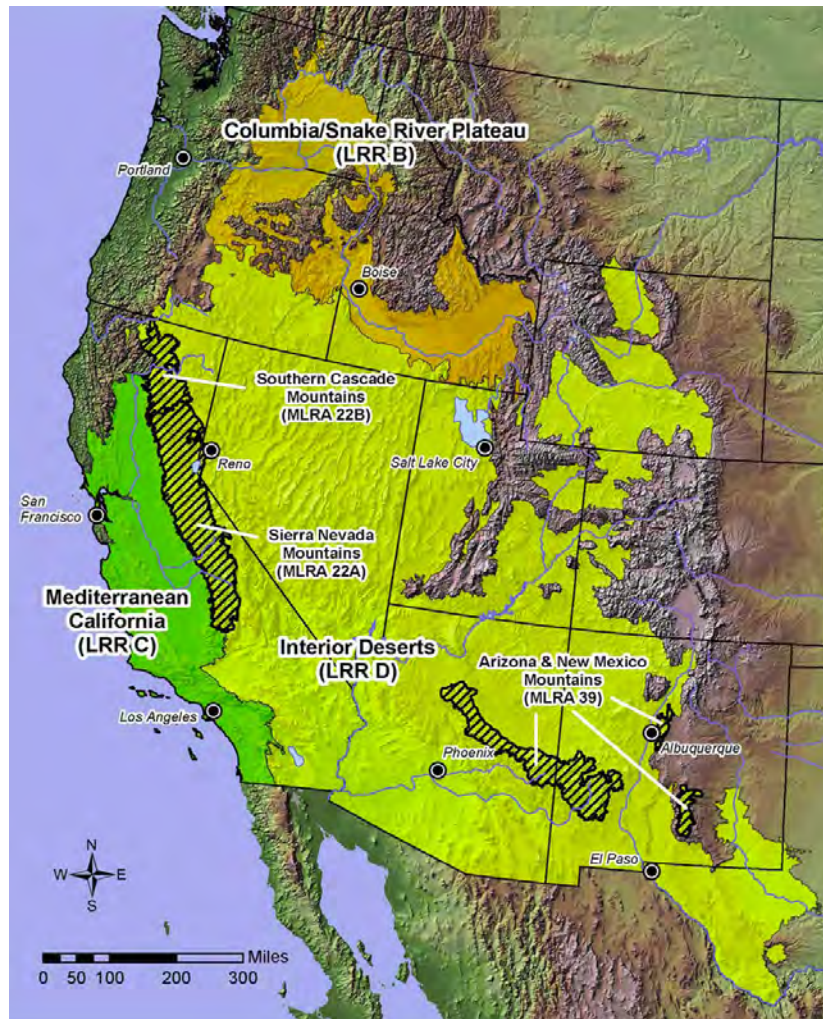 Columbia/Snake River Plateau
(LRR B)
Portland
Boise
Southern Cascade
Mountains
(MLRA 22B)
Reno
Salt Lake City
San
Francisco
Sierra Nevada
Mountains
(MLRA 22A)
Mediterranean
California
(LRR C)
Interior Deserts
(LRR D)
Arizona & New Mexico
Mountains
(MLRA 39)
Los Angeles
Phoenix
Albuquerque
El Paso
N
W E
S
Miles
0 50 100 200 300